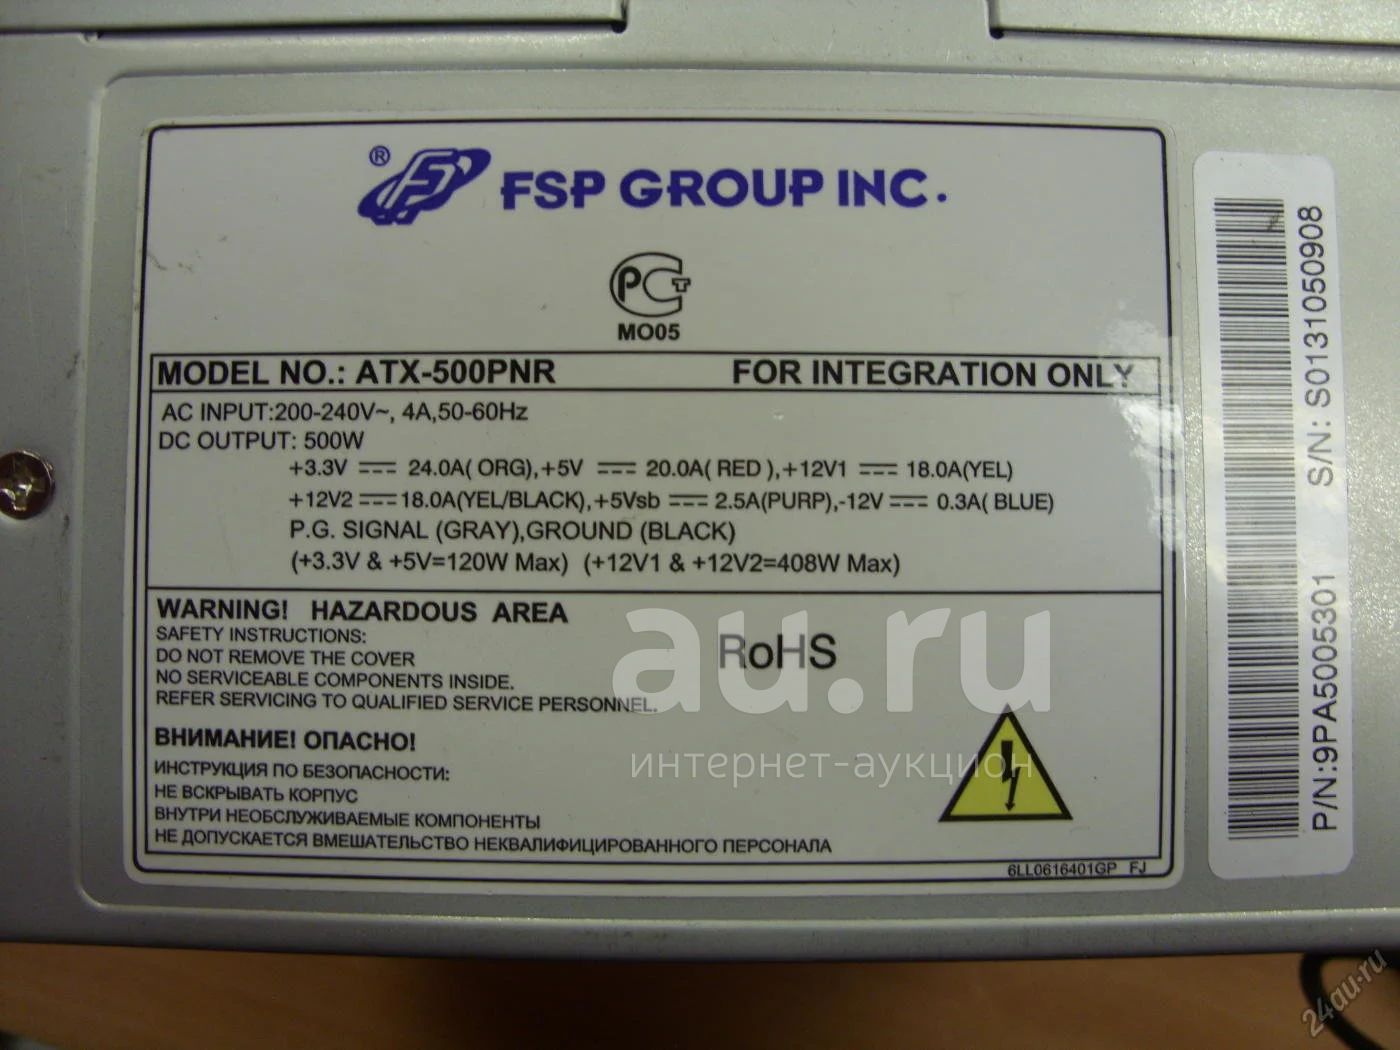 ® FSP GROUP INC.
PCT
MO05
MODEL NO.: ATX-500PNR FOR INTEGRATION ONLY
AC INPUT:200-240V~, 4A,50-60Hz
DC OUTPUT: 500W
+3.3V ⎓ 24.0A( ORG),+5V ⎓ 20.0A( RED ),+12V1 ⎓ 18.0A(YEL)
+12V2 ⎓ 18.0A(YEL/BLACK),+5Vsb ⎓ 2.5A(PURP),-12V ⎓ 0.3A( BLUE)
P.G. SIGNAL (GRAY),GROUND (BLACK)
(+3.3V & +5V=120W Max) (+12V1 & +12V2=408W Max)
WARNING! HAZARDOUS AREA
SAFETY INSTRUCTIONS:
DO NOT REMOVE THE COVER
NO SERVICEABLE COMPONENTS INSIDE.
REFER SERVICING TO QUALIFIED SERVICE PERSONNEL.
RoHS
ВНИМАНИЕ! ОПАСНО!
ИНСТРУКЦИЯ ПО БЕЗОПАСНОСТИ:
НЕ ВСКРЫВАТЬ КОРПУС
ВНУТРИ НЕОБСЛУЖИВАЕМЫЕ КОМПОНЕНТЫ
НЕ ДОПУСКАЕТСЯ ВМЕШАТЕЛЬСТВО НЕКВАЛИФИЦИРОВАННОГО ПЕРСОНАЛА
6LL0616401GP FJ
P/N:9PA5005301 S/N: S0131050908
au.ru
интернет-аукцион
24au.ru